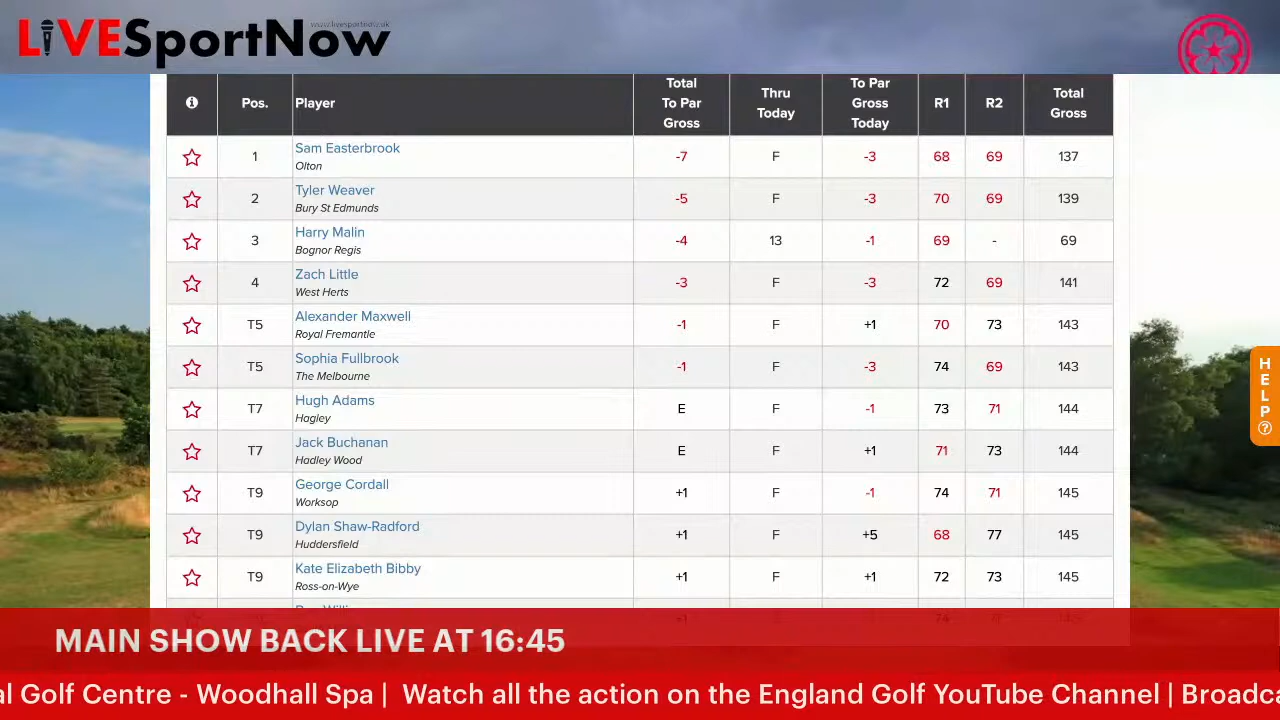 www.livesportnow.uk
LIVESportNow
Pos. Player Total To Par Gross Thru Today To Par Gross Today R1 R2 Total Gross
1 Sam Easterbrook -7 F -3 68 69 137
Olton
2 Tyler Weaver -5 F -3 70 69 139
Bury St Edmunds
3 Harry Malin -4 13 -1 69 - 69
Bognor Regis
4 Zach Little -3 F -3 72 69 141
West Herts
T5 Alexander Maxwell -1 F +1 70 73 143
Royal Fremantle
T5 Sophia Fullbrook -1 F -3 74 69 143
The Melbourne
T7 Hugh Adams E F -1 73 71 144
Hagley
T7 Jack Buchanan E F +1 71 73 144
Hadley Wood
T9 George Cordall +1 F -1 74 71 145
Worksop
T9 Dylan Shaw-Radford +1 F +5 68 77 145
Huddersfield
T9 Kate Elizabeth Bibby +1 F +1 72 73 145
Ross-on-Wye
HELP?
MAIN SHOW BACK LIVE AT 16:45
al Golf Centre - Woodhall Spa | Watch all the action on the England Golf YouTube Channel | Broadca